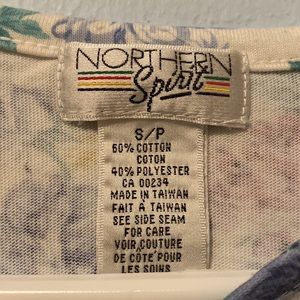 NORTHERN
Spirit
S/P
60% COTTON
COTON
40% POLYESTER
CA 00234
MADE IN TAIWAN
FAIT À TAIWAN
SEE SIDE SEAM
FOR CARE
VOIR COUTURE
DE CÔTÉ POUR
LES SOINS